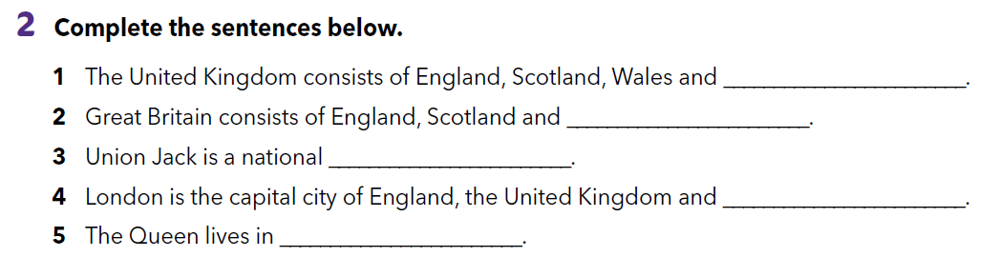 2 Complete the sentences below.
1 The United Kingdom consists of England, Scotland, Wales and ____________________.
2 Great Britain consists of England, Scotland and ____________________.
3 Union Jack is a national ____________________.
4 London is the capital city of England, the United Kingdom and ____________________.
5 The Queen lives in ____________________.